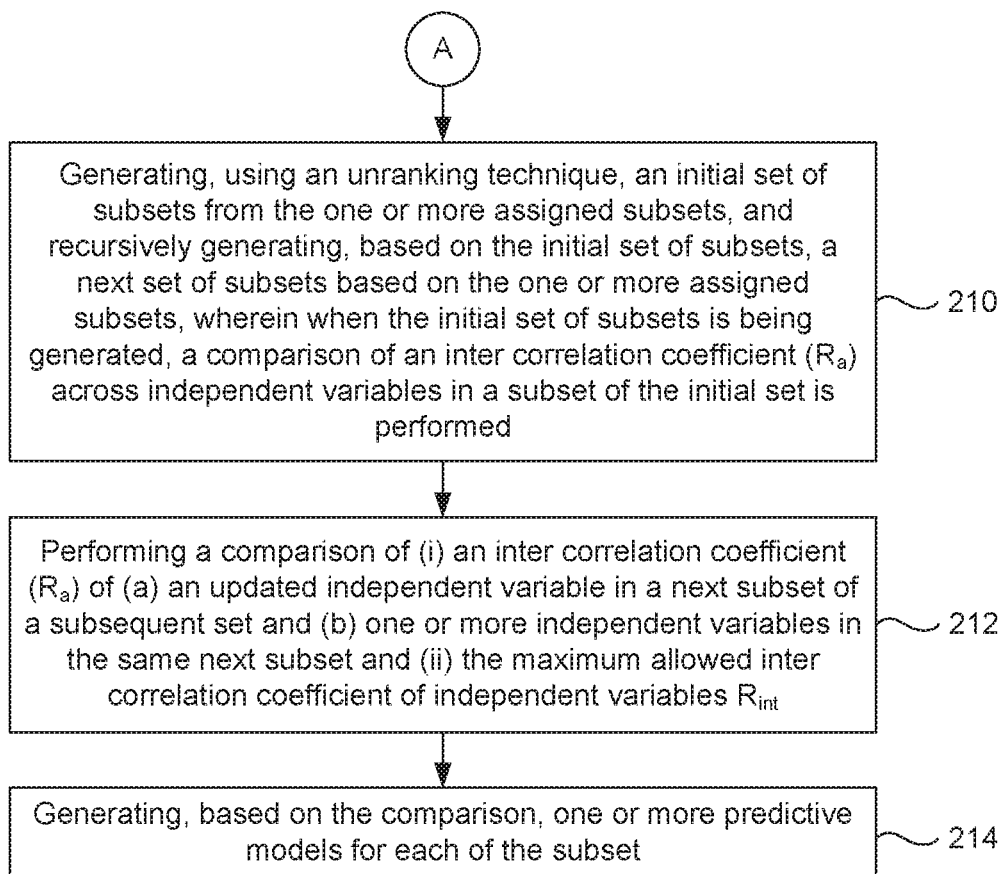 A
Generating, using an unranking technique, an initial set of
subsets from the one or more assigned subsets, and
recursively generating, based on the initial set of subsets, a
next set of subsets based on the one or more assigned
subsets, wherein when the initial set of subsets is being
generated, a comparison of an inter correlation coefficient (Ra)
across independent variables in a subset of the initial set is
performed
210
Performing a comparison of (i) an inter correlation coefficient
(Ra) of (a) an updated independent variable in a next subset of
a subsequent set and (b) one or more independent variables in
the same next subset and (ii) the maximum allowed inter
correlation coefficient of independent variables Rint
212
Generating, based on the comparison, one or more predictive
models for each of the subset
214